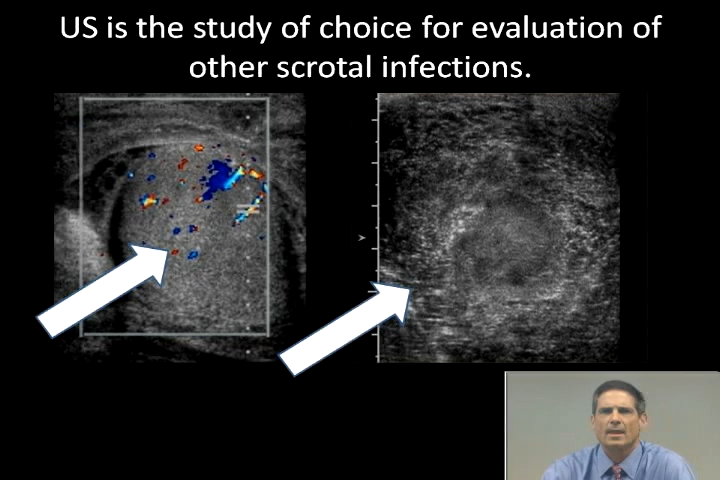 US is the study of choice for evaluation of
other scrotal infections.